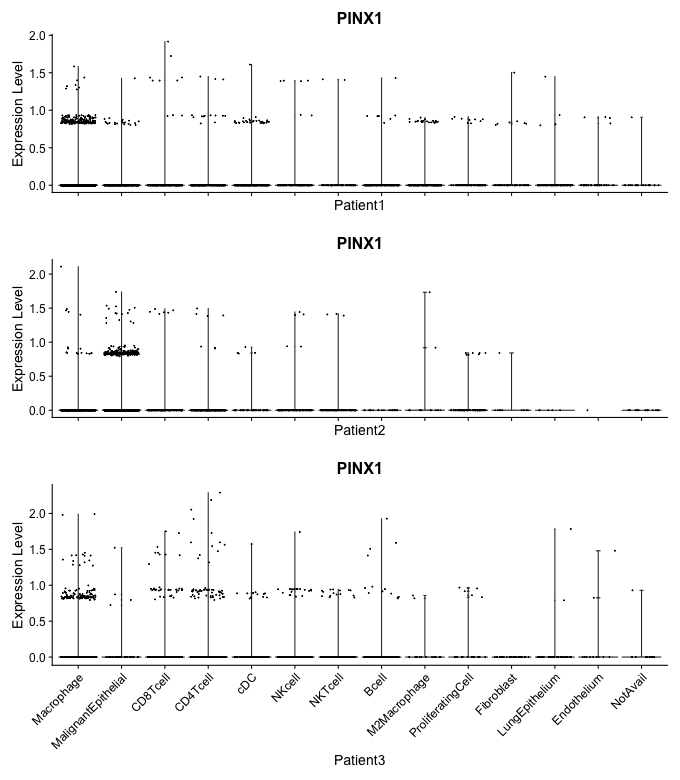 PINX1
Expression Level
2.0
1.5
1.0
0.5
0.0
Patient1
PINX1
Expression Level
2.0
1.5
1.0
0.5
0.0
Patient2
PINX1
Expression Level
2.0
1.5
1.0
0.5
0.0
Macrophage
MalignantEpithelial
CD8Tcell
CD4Tcell
cDC
NKcell
NKTcell
Bcell
M2Macrophage
ProliferatingCell
Fibroblast
LungEpithelium
Endothelium
NotAvail
Patient3